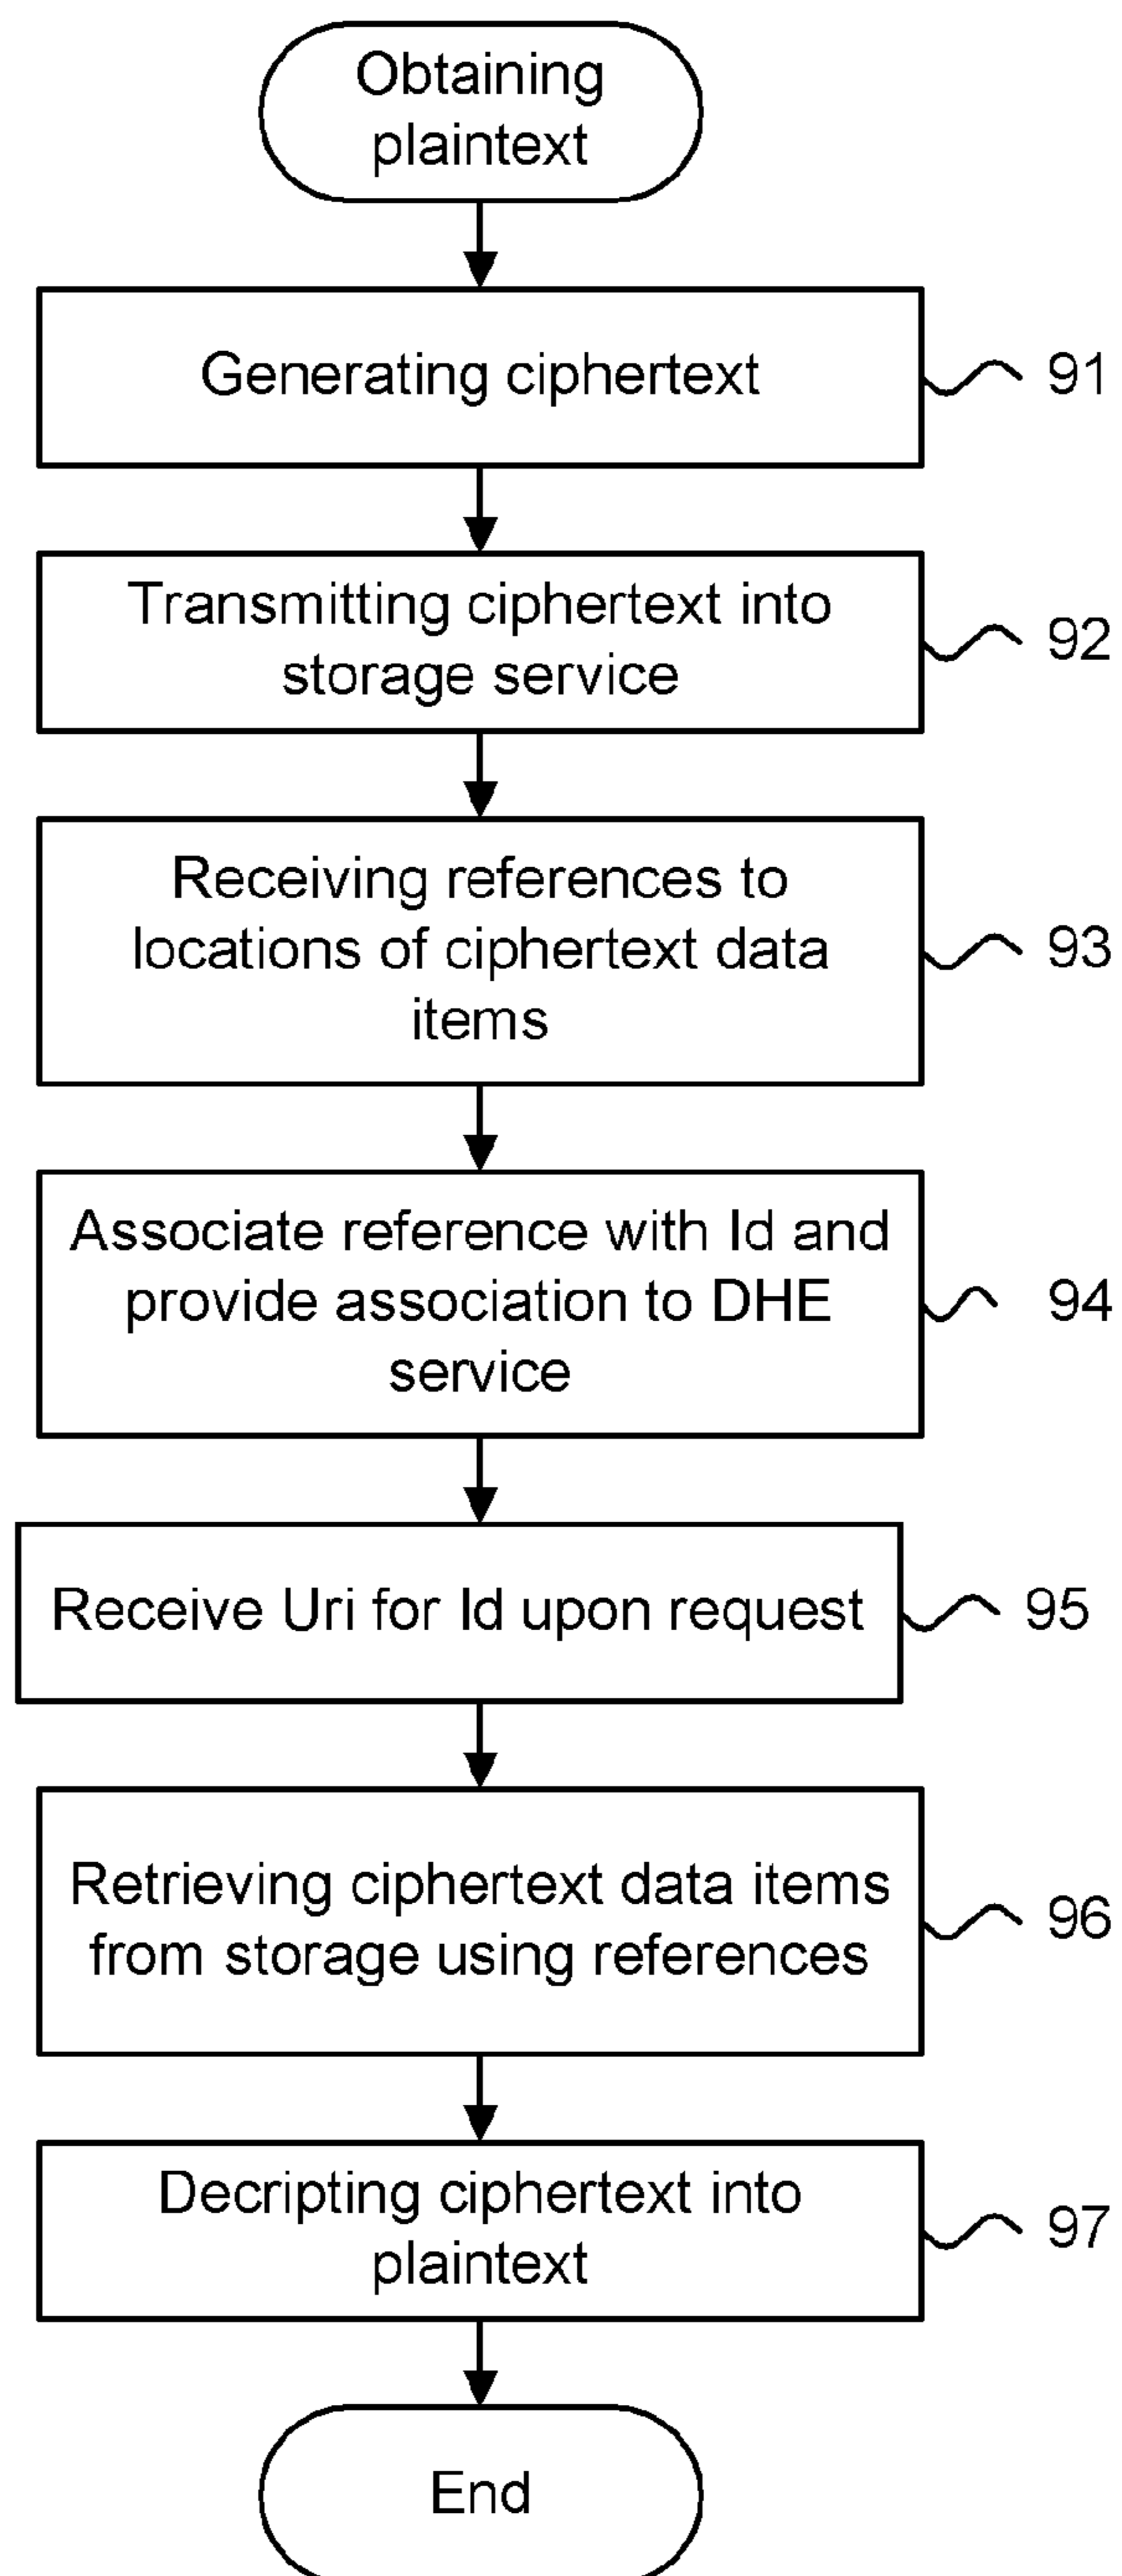 Obtaining
plaintext
Generating ciphertext
91
Transmitting ciphertext into
storage service
92
Receiving references to
locations of ciphertext data
items
93
Associate reference with Id and
provide association to DHE
service
94
Receive Uri for Id upon request
95
Retrieving ciphertext data items
from storage using references
96
Decripting ciphertext into
plaintext
97
End